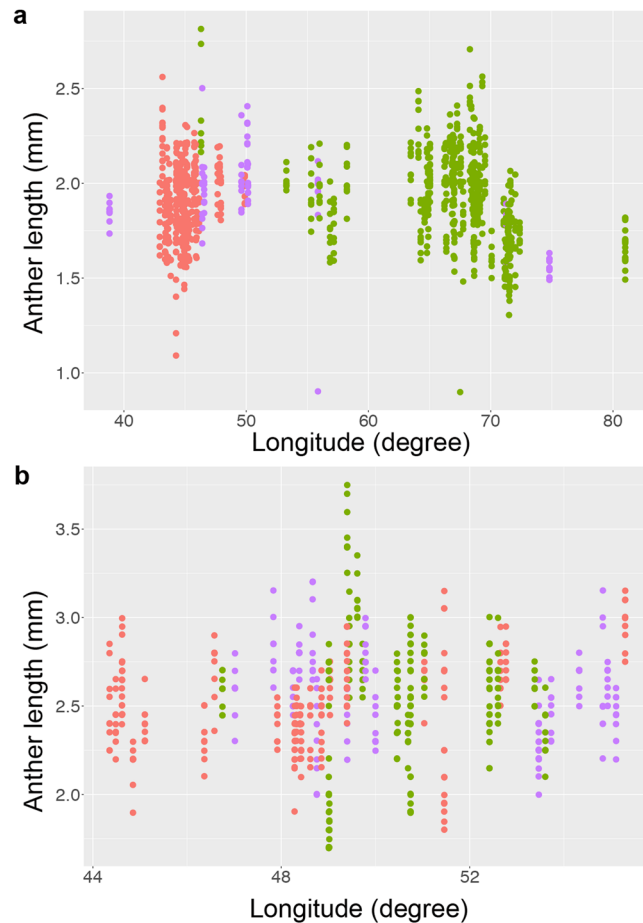 a
Anther length (mm)
2.5
2.0
1.5
1.0
40 50 60 70 80
Longitude (degree)
b
Anther length (mm)
3.5
3.0
2.5
2.0
44 48 52
Longitude (degree)